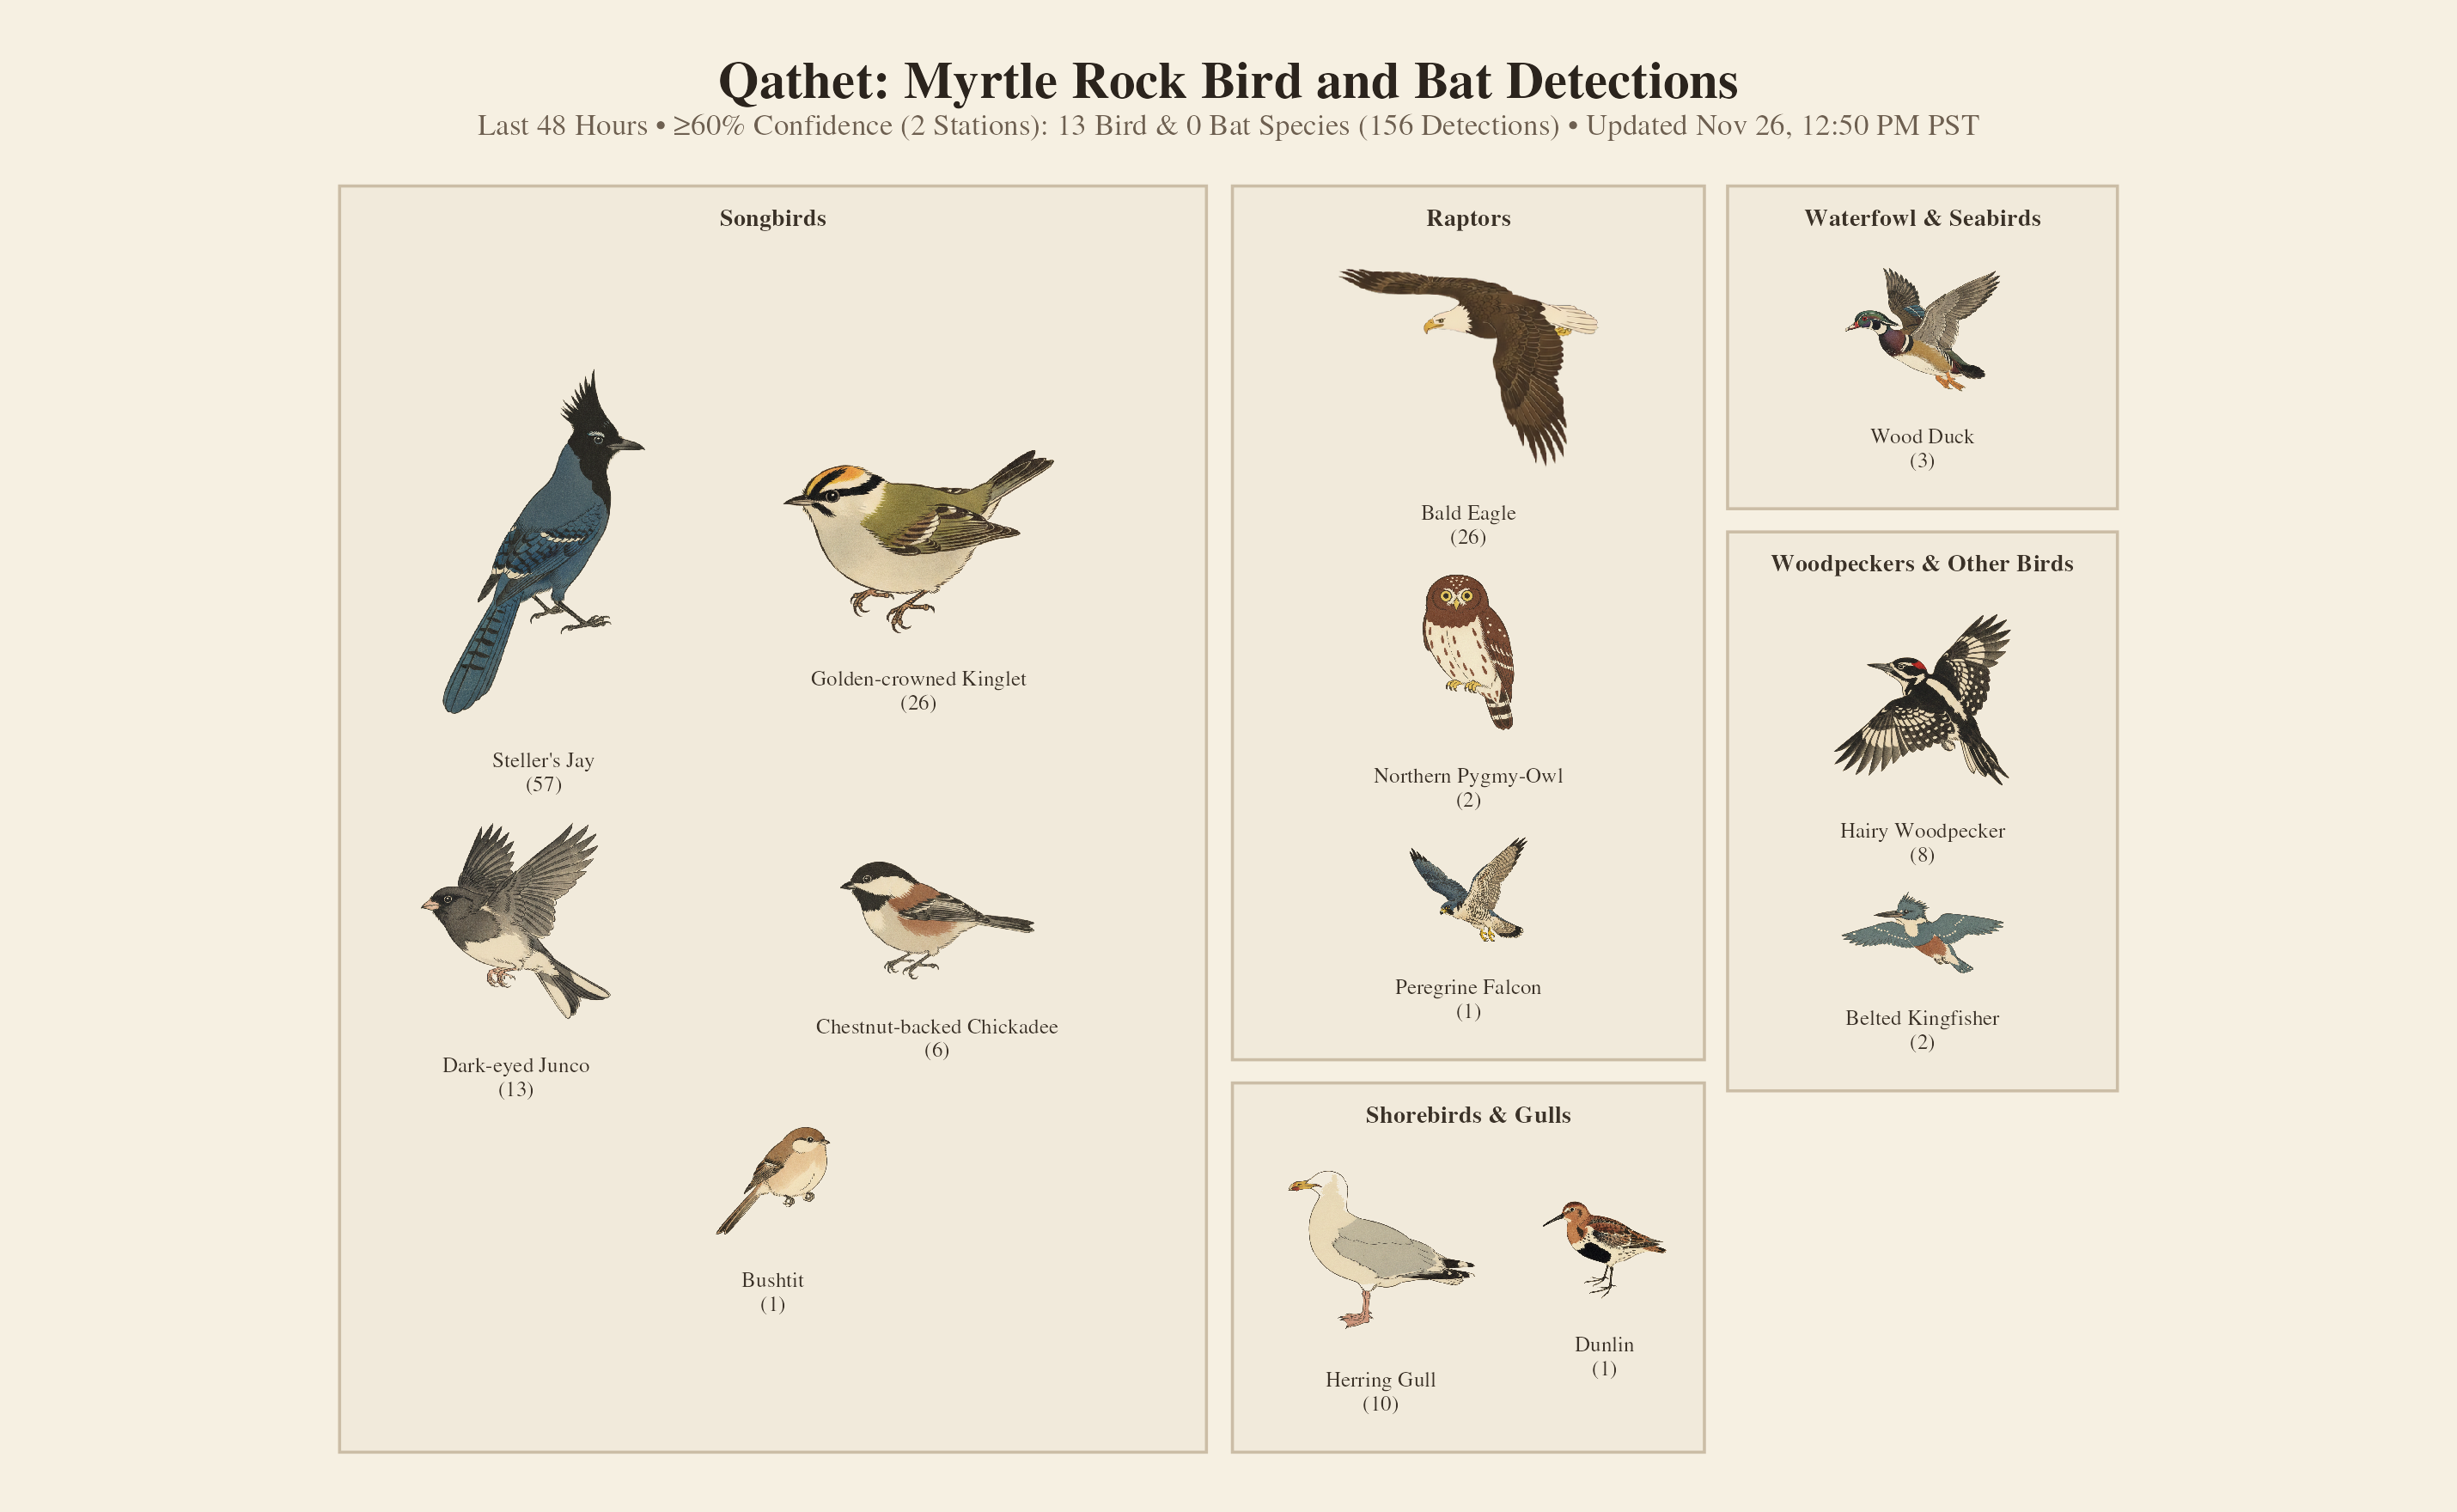 Qathet: Myrtle Rock Bird and Bat Detections
Last 48 Hours • ≥60% Confidence (2 Stations): 13 Bird & 0 Bat Species (156 Detections) • Updated Nov 26, 12:50 PM PST
Songbirds
Steller's Jay
(57)
Golden-crowned Kinglet
(26)
Dark-eyed Junco
(13)
Chestnut-backed Chickadee
(6)
Bushtit
(1)
Raptors
Bald Eagle
(26)
Northern Pygmy-Owl
(2)
Peregrine Falcon
(1)
Shorebirds & Gulls
Herring Gull
(10)
Dunlin
(1)
Waterfowl & Seabirds
Wood Duck
(3)
Woodpeckers & Other Birds
Hairy Woodpecker
(8)
Belted Kingfisher
(2)